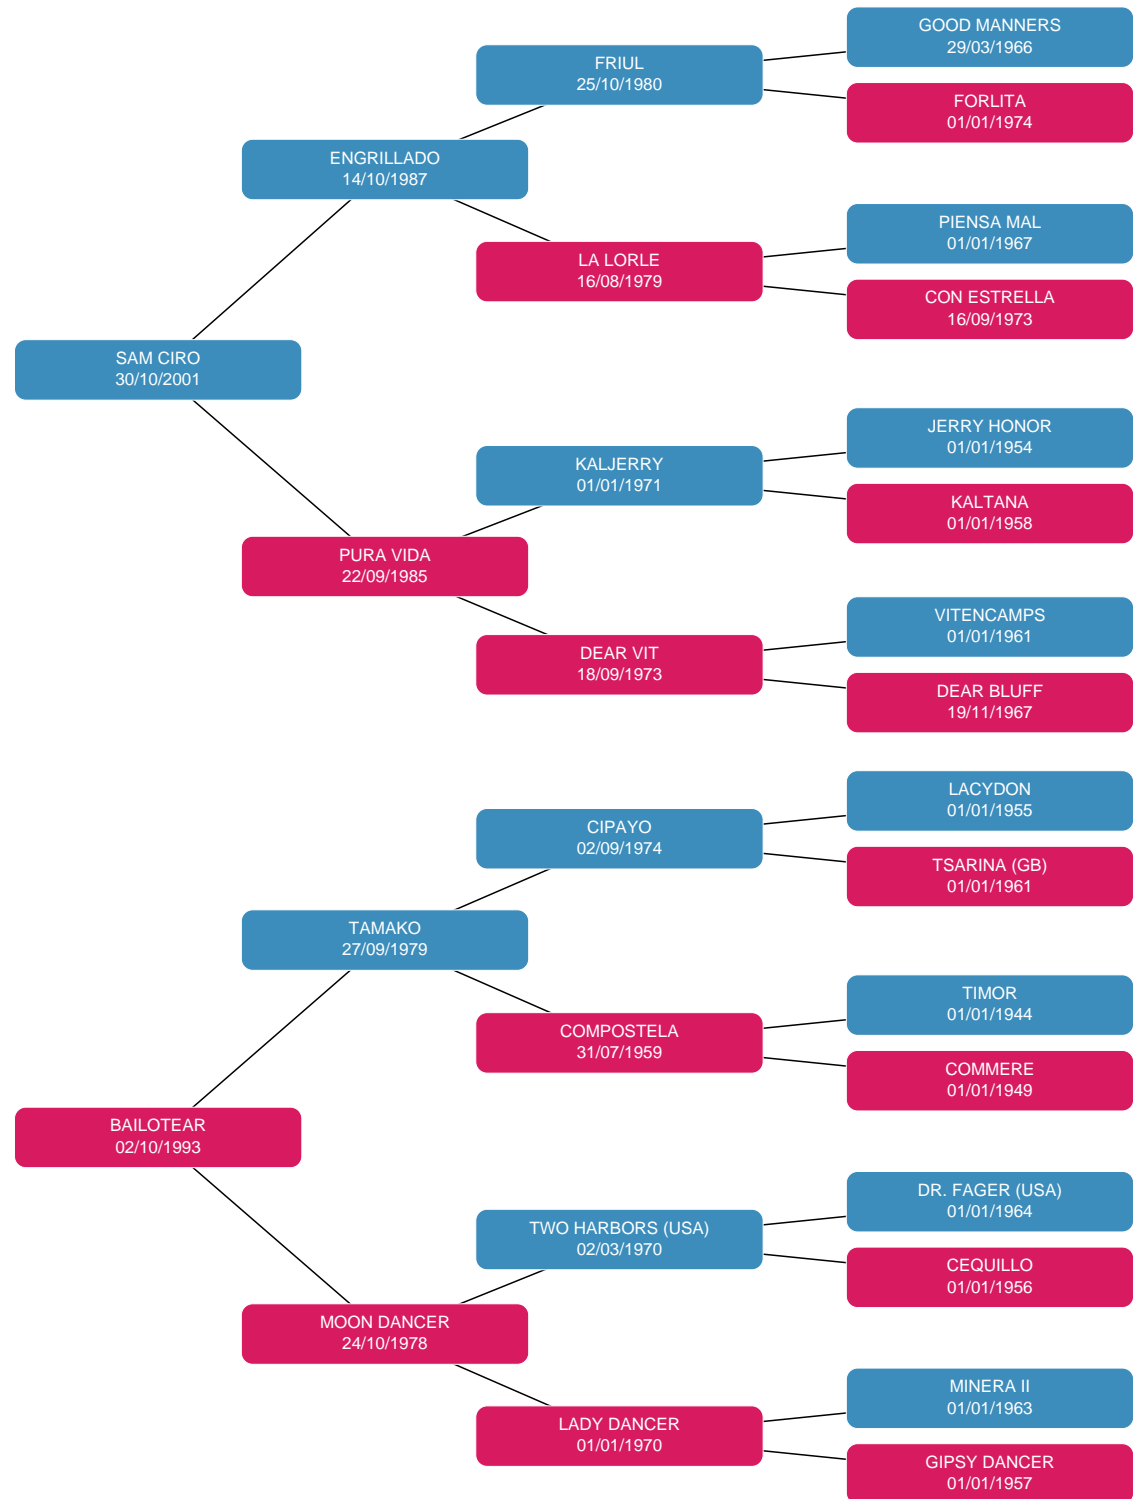 GOOD MANNERS
29/03/1966
FRIUL
25/10/1980
FORLITA
01/01/1974
ENGRILLADO
14/10/1987
PIENSA MAL
01/01/1967
LA LORLE
16/08/1979
CON ESTRELLA
16/09/1973
SAM CIRO
30/10/2001
JERRY HONOR
01/01/1954
KALJERRY
01/01/1971
KALTANA
01/01/1958
PURA VIDA
22/09/1985
VITENCAMPS
01/01/1961
DEAR VIT
18/09/1973
DEAR BLUFF
19/11/1967
LACYDON
01/01/1955
CIPAYO
02/09/1974
TSARINA (GB)
01/01/1961
TAMAKO
27/09/1979
TIMOR
01/01/1944
COMPOSTELA
31/07/1959
COMMERE
01/01/1949
BAILOTEAR
02/10/1993
DR. FAGER (USA)
01/01/1964
TWO HARBORS (USA)
02/03/1970
CEQUILLO
01/01/1956
MOON DANCER
24/10/1978
MINERA II
01/01/1963
LADY DANCER
01/01/1970
GIPSY DANCER
01/01/1957